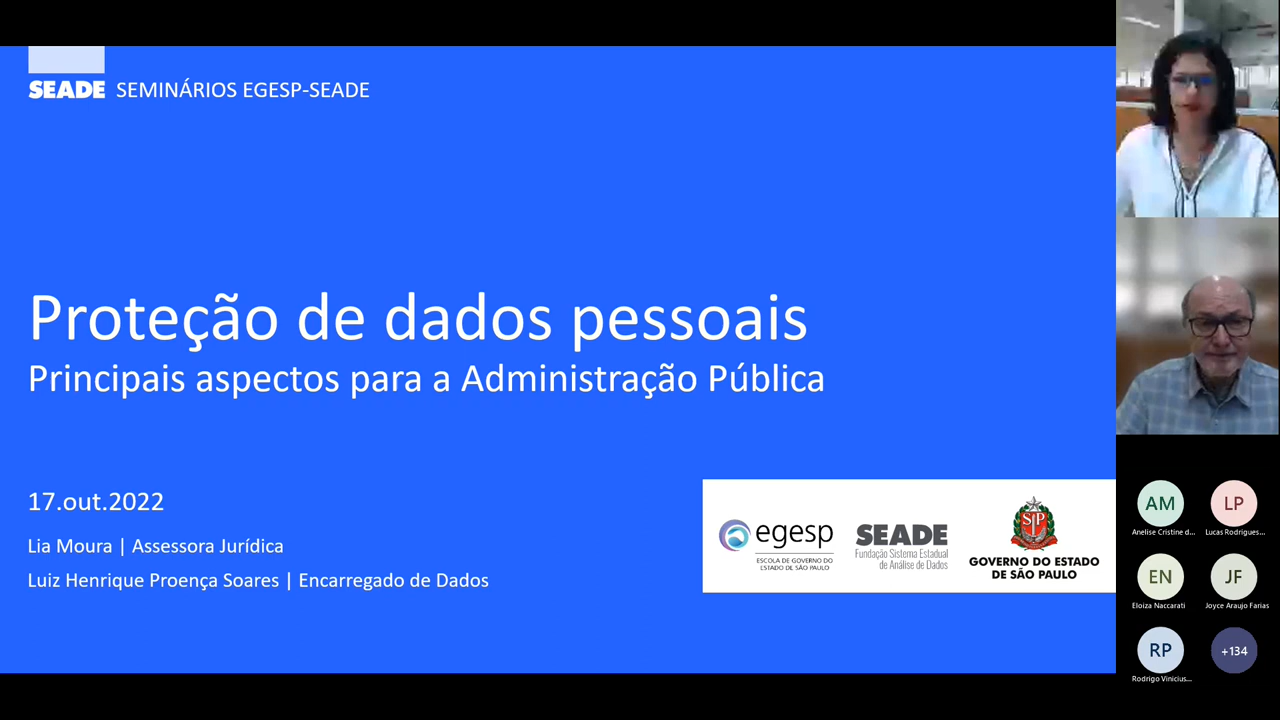 SEADE SEMINÁRIOS EGESP-SEADE
Proteção de dados pessoais
Principais aspectos para a Administração Pública
17.out.2022
Lia Moura | Assessora Jurídica
Luiz Henrique Proença Soares | Encarregado de Dados
egesp
ESCOLA DE GOVERNO DO
ESTADO DE SÃO PAULO
SEADE
Fundação Sistema Estadual
de Análise de Dados
SP
GOVERNO DO ESTADO
DE SÃO PAULO
AM
Anelise Cristine d...
LP
Lucas Rodrigues...
EN
Eloiza Naccarati
JF
Joyce Araujo Farias
RP
Rodrigo Vinicius...
+134